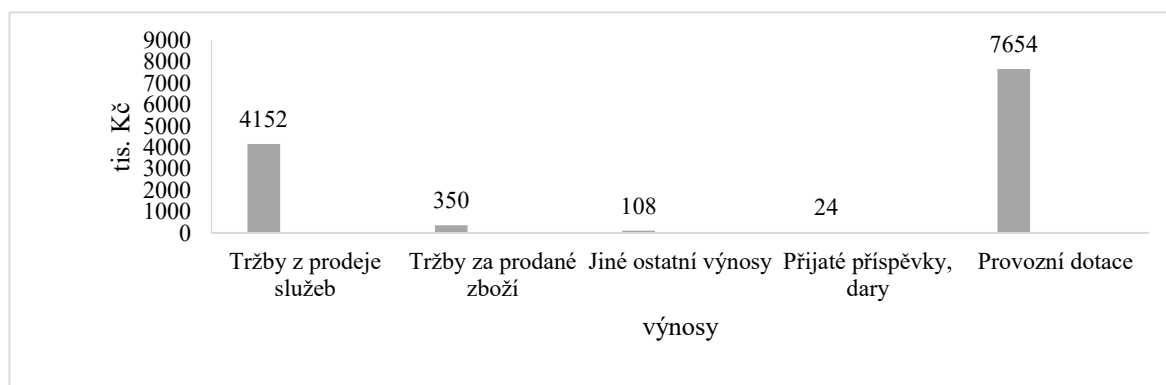 9000
8000
7000
6000
5000
4000
3000
2000
1000
0
tis. Kč
4152
350
108
24
7654
Tržby z prodeje
služeb
Tržby za prodané
zboží
Jiné ostatní výnosy
Přijaté příspěvky,
dary
Provozní dotace
výnosy